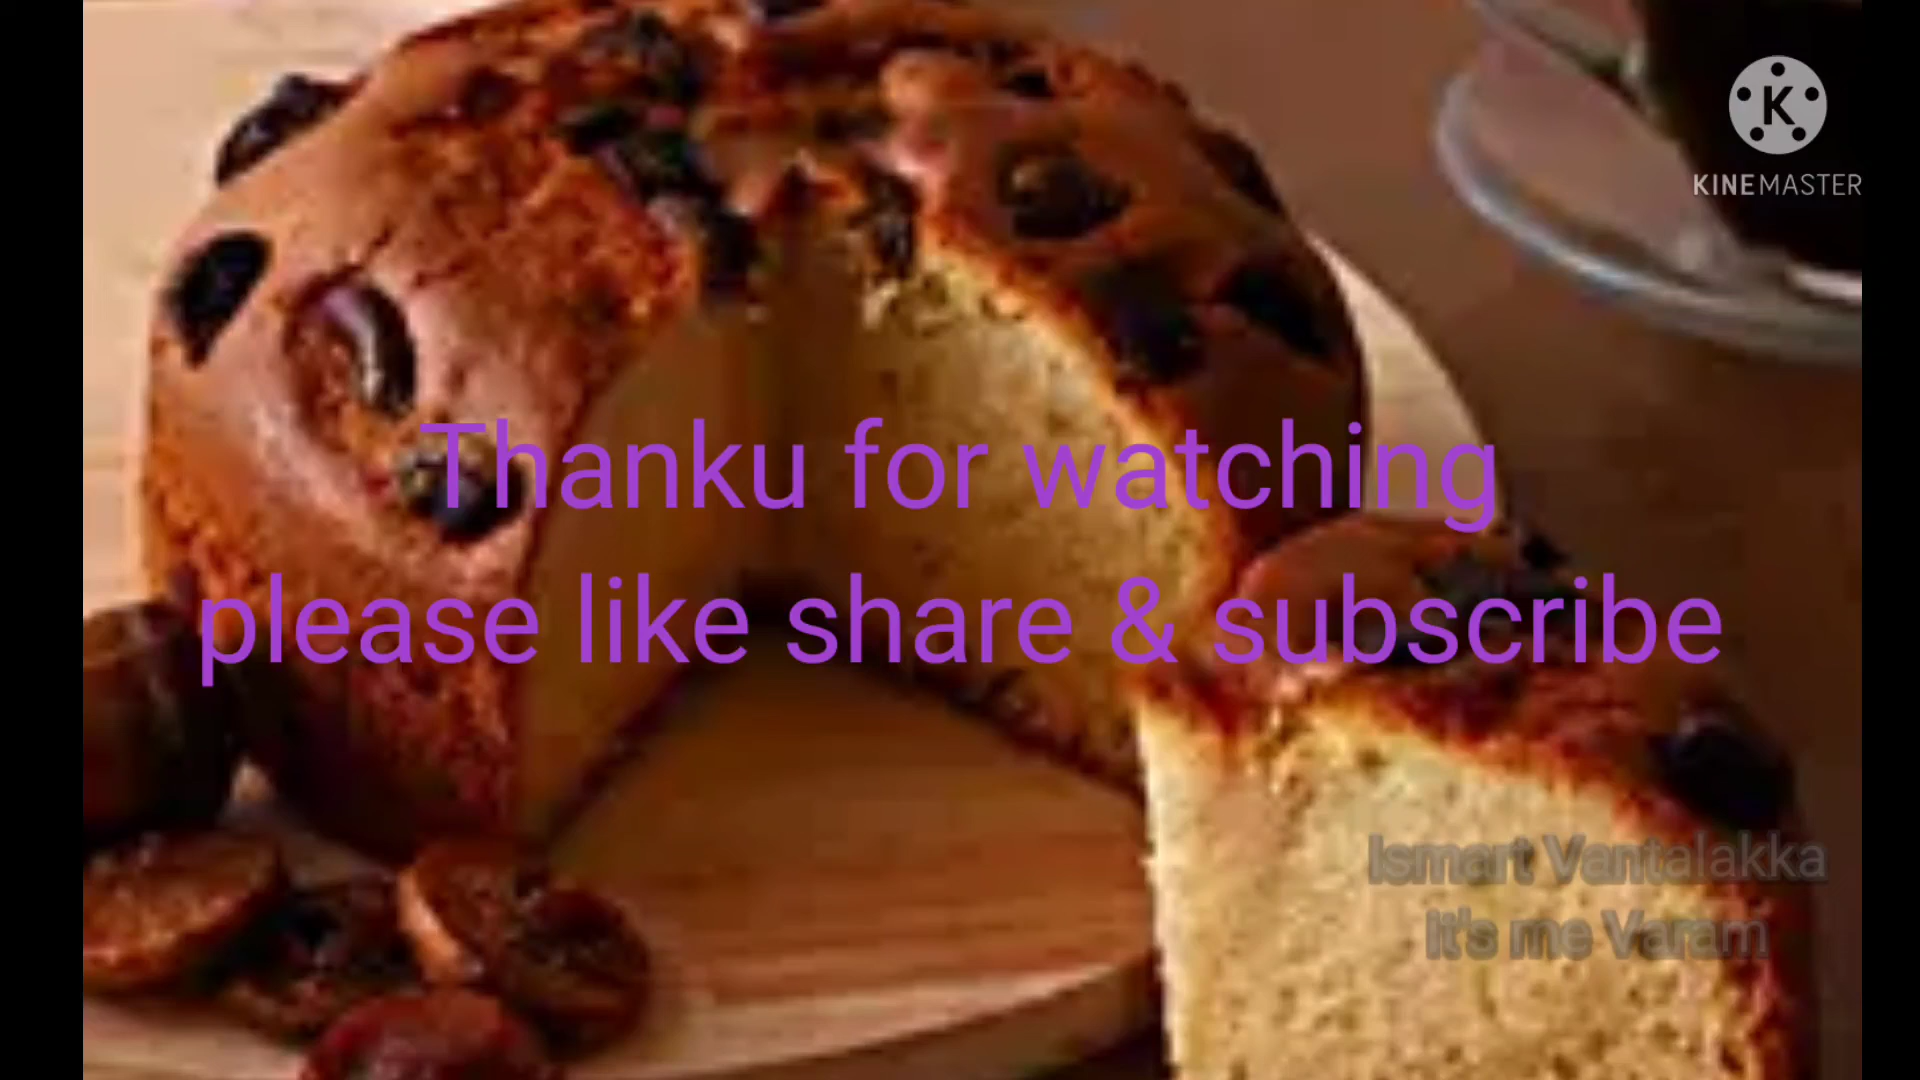 K
KINEMASTER
Thanku for watching
please like share & subscribe
Ismart Vantalakka
It's me Varam